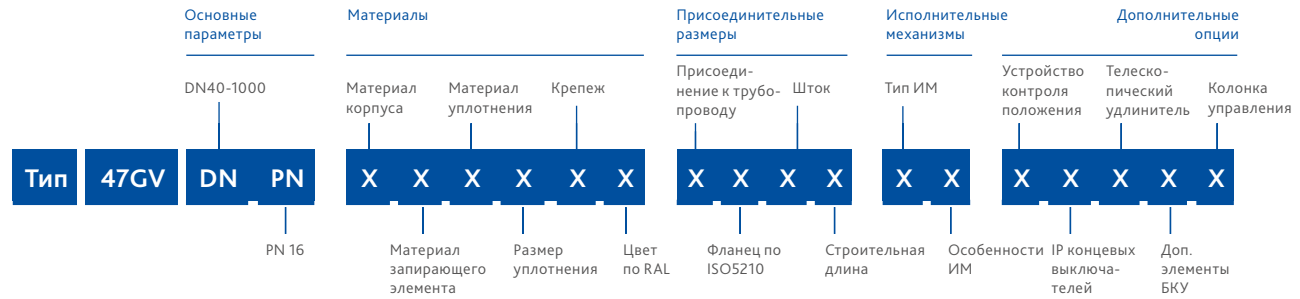 Основные
параметры
Материалы
Присоединительные
размеры
Исполнительные
механизмы
Дополнительные
опции
DN40-1000
Материал
корпуса
Материал
уплотнения
Крепеж
Присоеди-
нение к трубо-
проводу
Шток
Тип ИМ
Устройство
контроля
положения
Телеско-
пический
удлинитель
Колонка
управления
Тип 47GV DN PN X X X X X X X X X X X X X X X X X
PN 16
Материал
запирающего
элемента
Размер
уплотнения
Цвет
по RAL
Фланец по
ISO5210
Строительная
длина
Особенности
ИМ
IP концевых
выключа-
телей
Доп.
элементы
БКУ